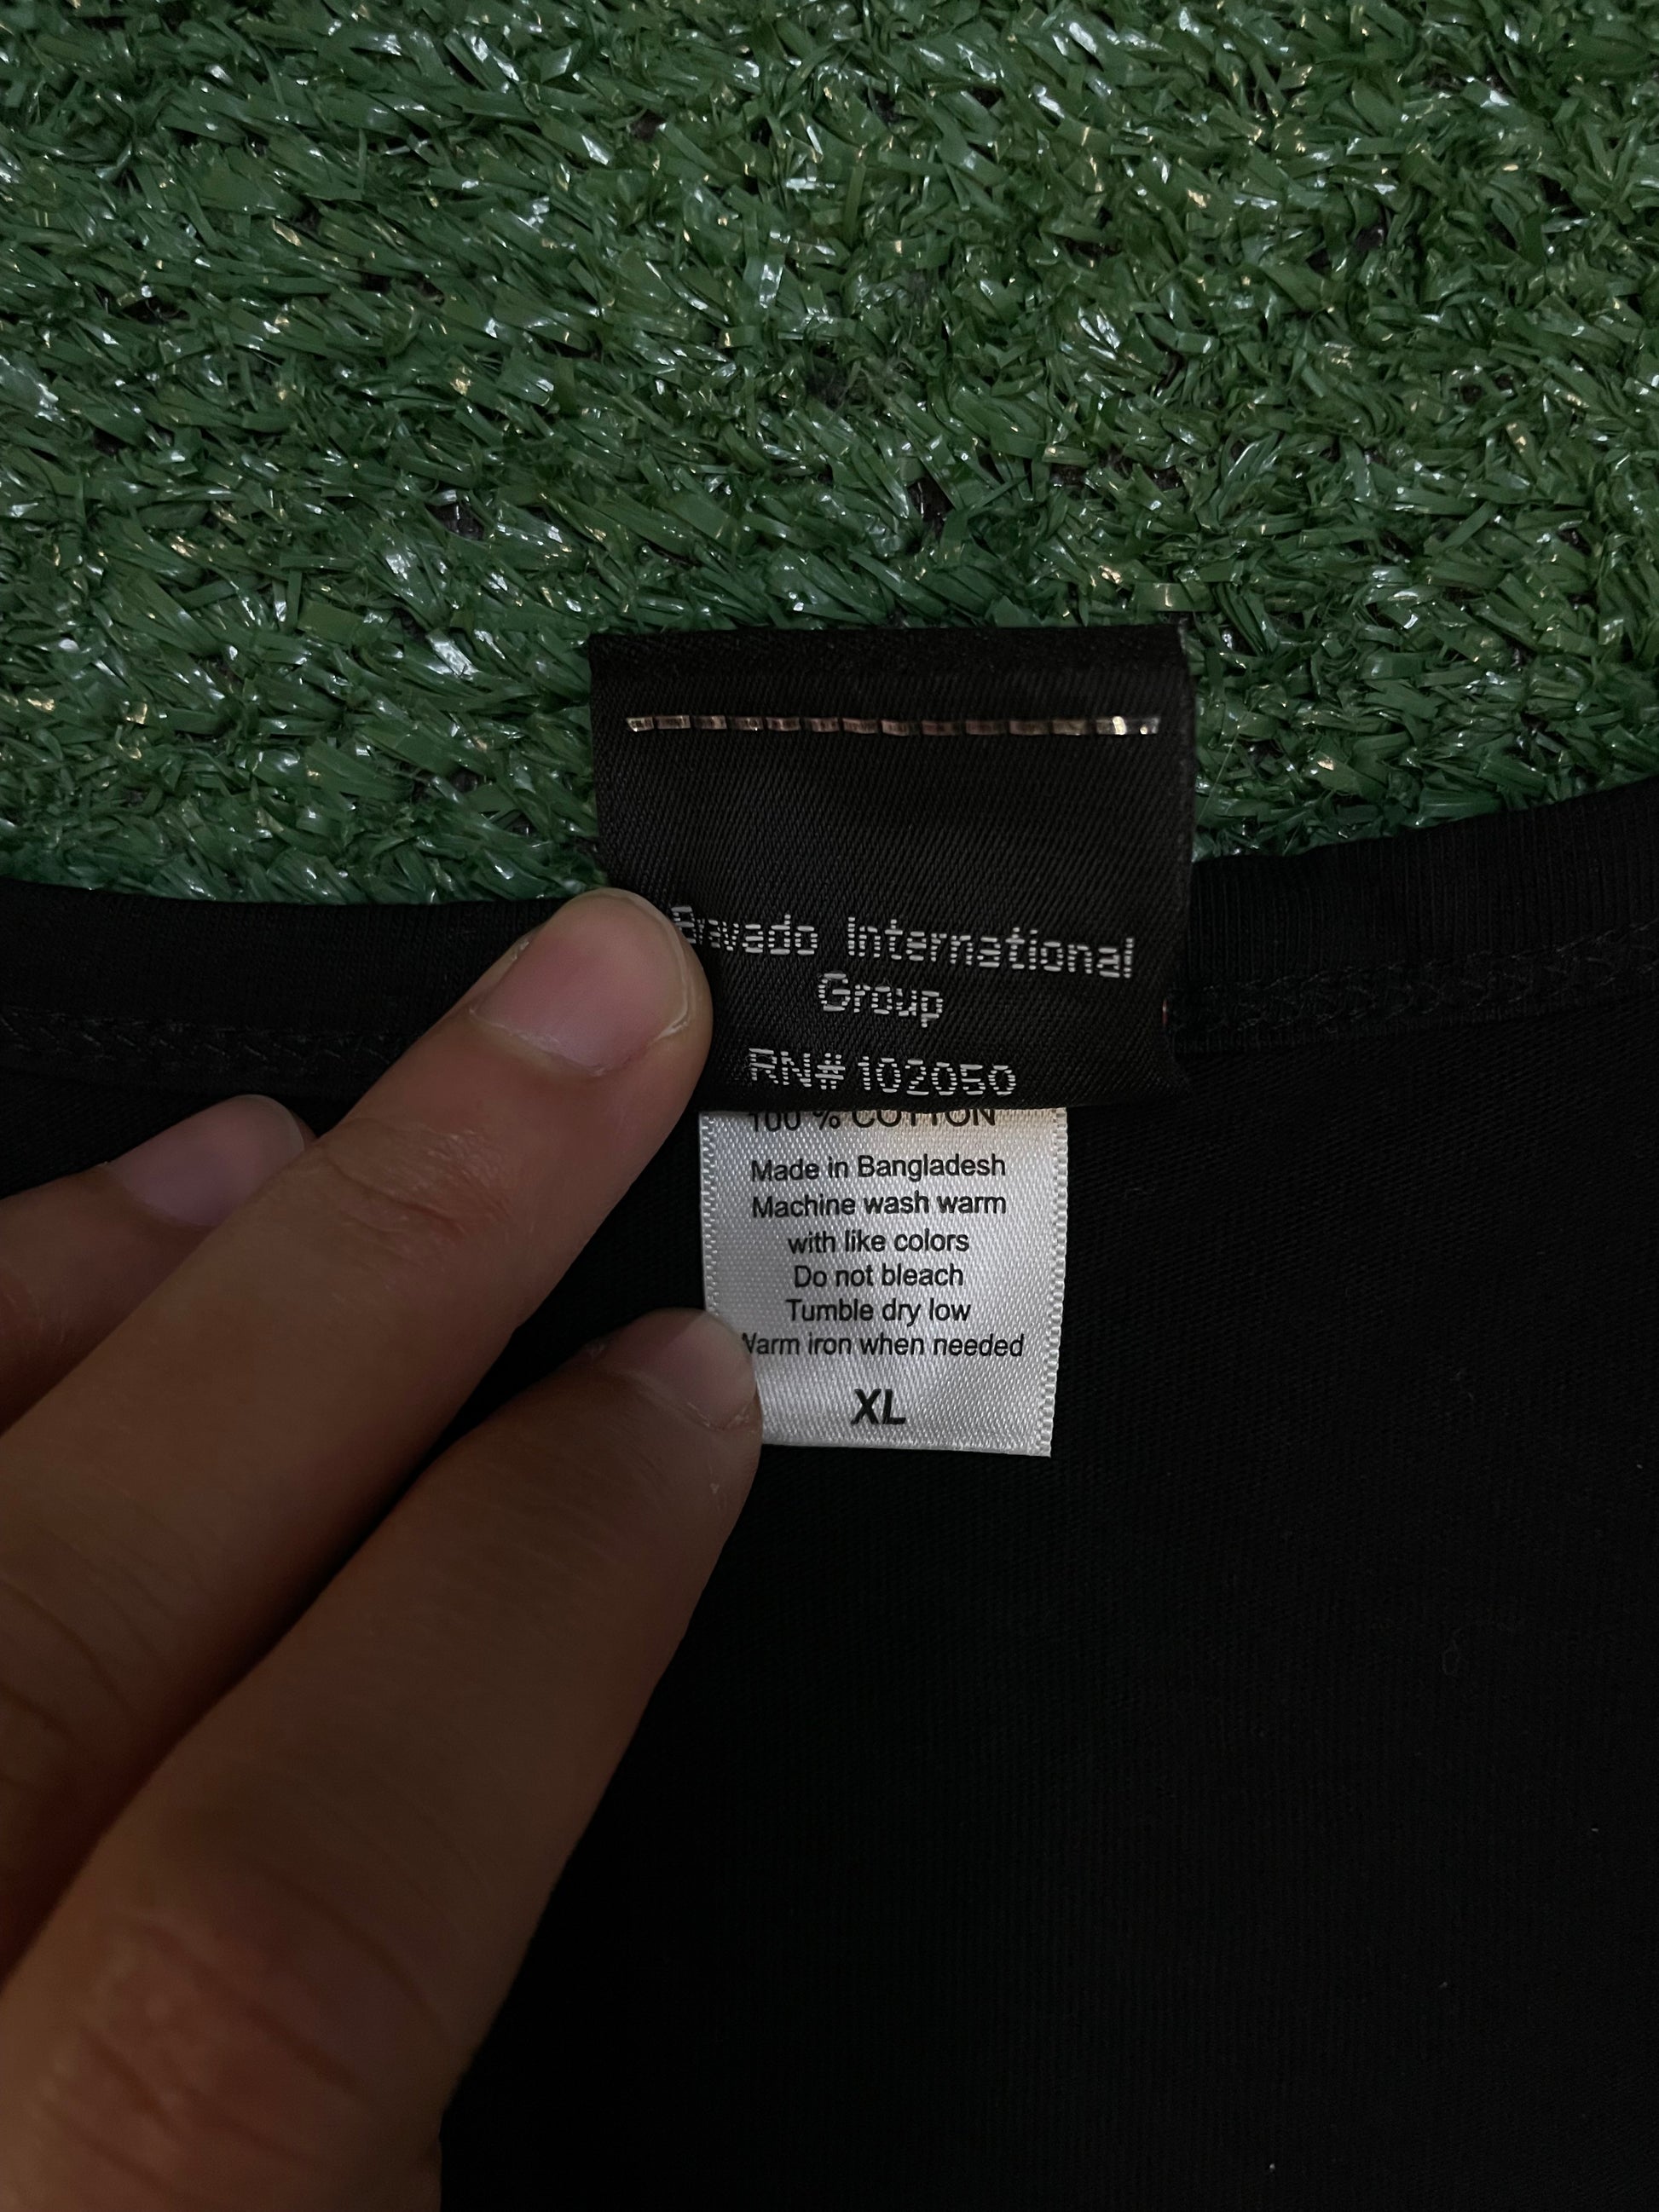 Bravado International
Group
RN# 102050
100 % COTTON
Made in Bangladesh
Machine wash warm
with like colors
Do not bleach
Tumble dry low
Warm iron when needed
XL